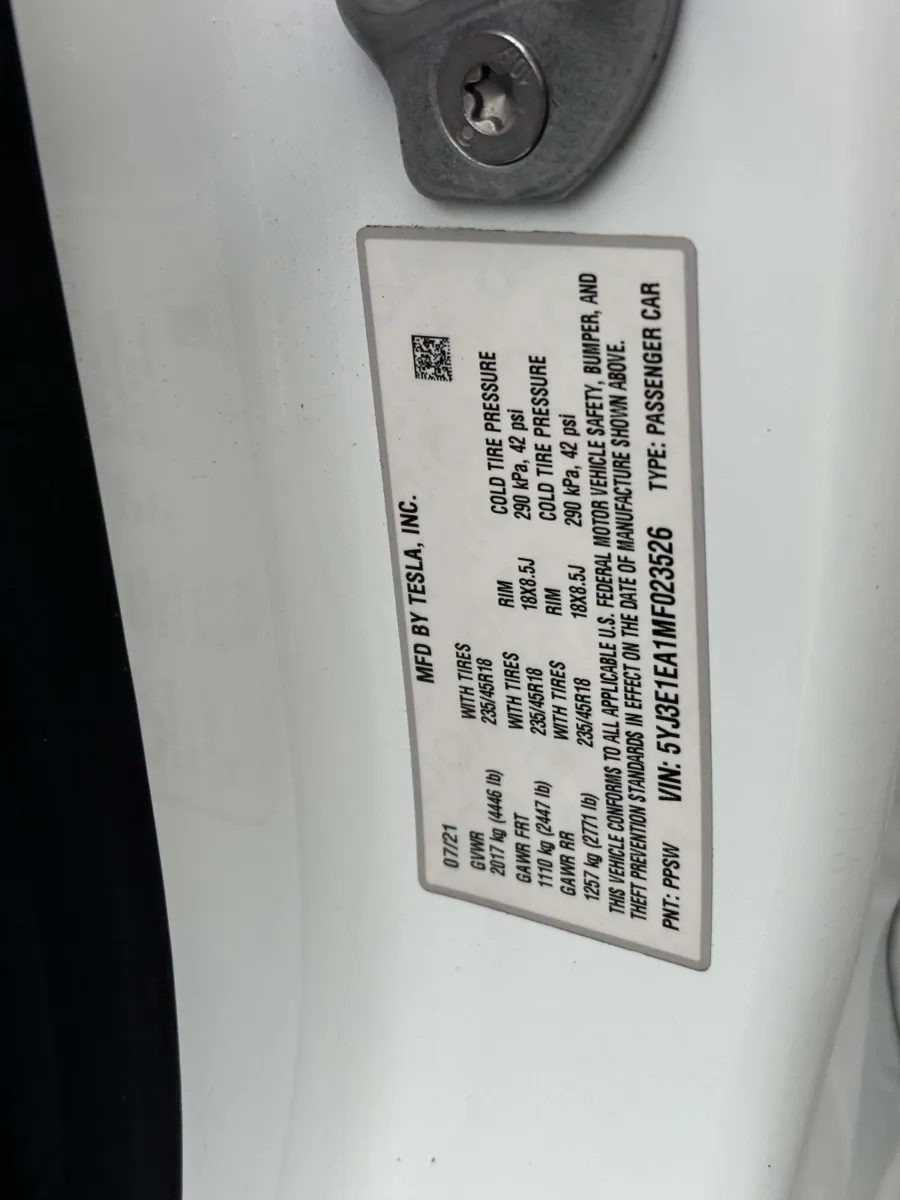 MFD BY TESLA, INC.
07/21
GVWR WITH TIRES
2017 kg (4446 lb) 235/45R18
GAWR FRT WITH TIRES RIM COLD TIRE PRESSURE
1110 kg (2447 lb) 235/45R18 18X8.5J 290 kPa, 42 psi
GAWR RR WITH TIRES RIM COLD TIRE PRESSURE
1257 kg (2771 lb) 235/45R18 18X8.5J 290 kPa, 42 psi
THIS VEHICLE CONFORMS TO ALL APPLICABLE U.S. FEDERAL MOTOR VEHICLE SAFETY, BUMPER, AND
THEFT PREVENTION STANDARDS IN EFFECT ON THE DATE OF MANUFACTURE SHOWN ABOVE.
PNT: PPSW VIN: 5YJ3E1EA1MF023526 TYPE: PASSENGER CAR